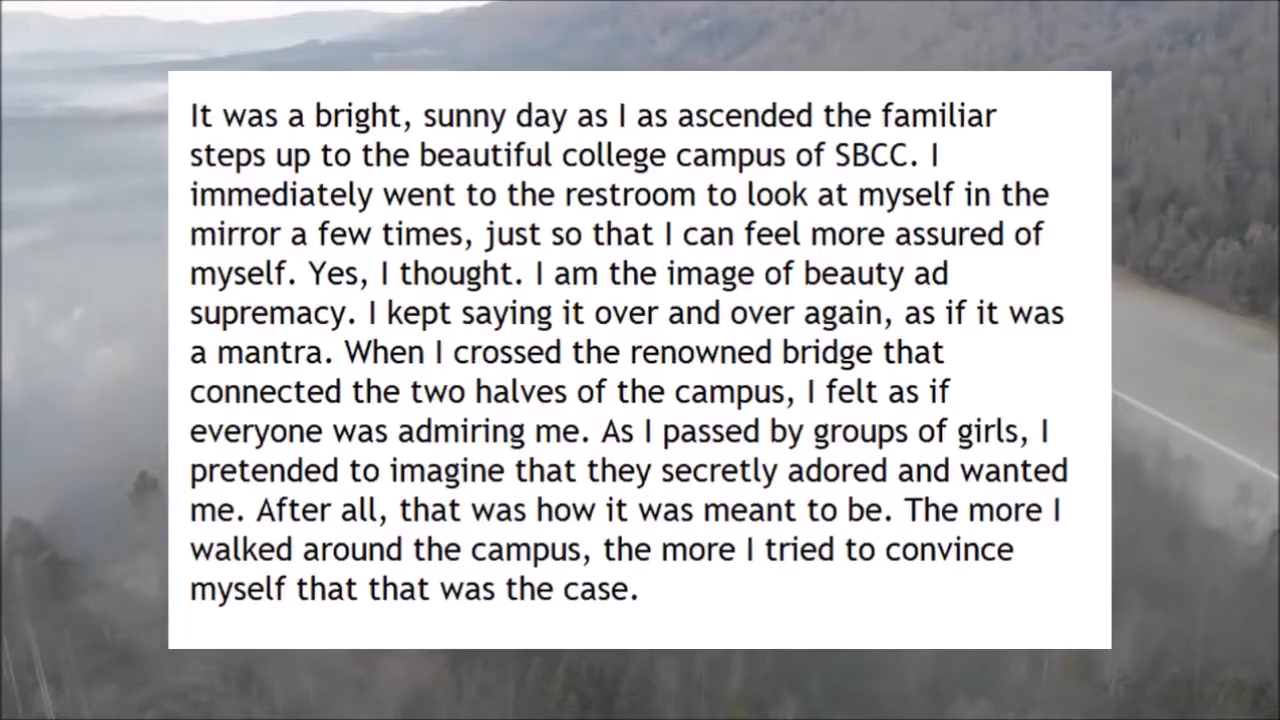 It was a bright, sunny day as I as ascended the familiar
steps up to the beautiful college campus of SBCC. I
immediately went to the restroom to look at myself in the
mirror a few times, just so that I can feel more assured of
myself. Yes, I thought. I am the image of beauty ad
supremacy. I kept saying it over and over again, as if it was
a mantra. When I crossed the renowned bridge that
connected the two halves of the campus, I felt as if
everyone was admiring me. As I passed by groups of girls, I
pretended to imagine that they secretly adored and wanted
me. After all, that was how it was meant to be. The more I
walked around the campus, the more I tried to convince
myself that that was the case.